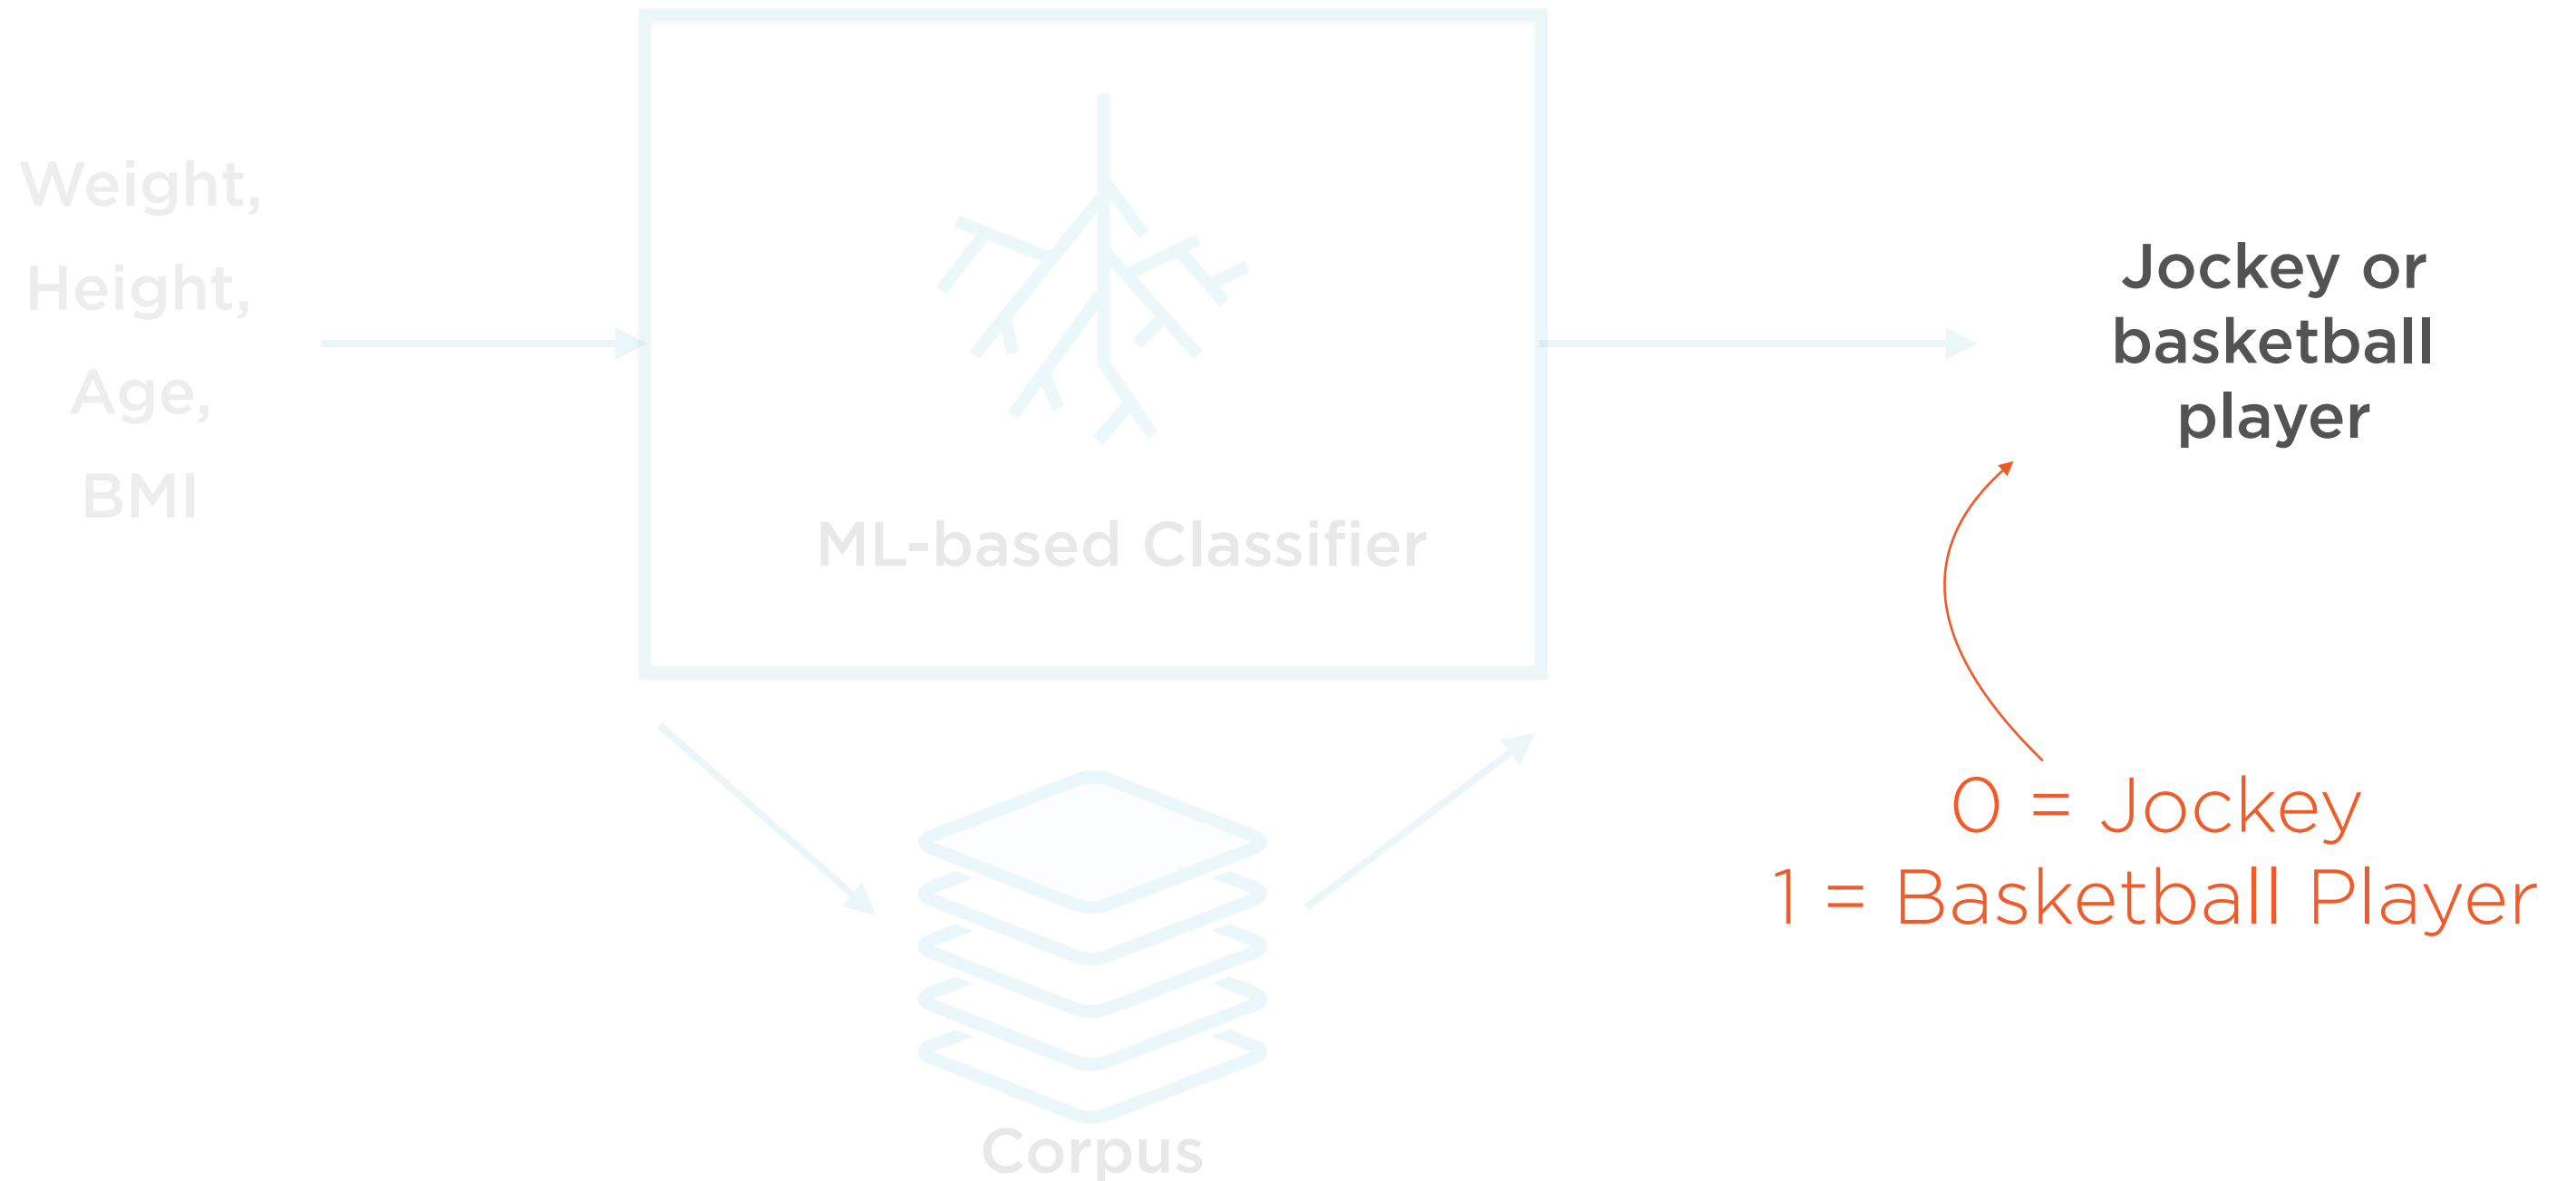 Weight,
Height,
Age,
BMI
ML-based Classifier
Corpus
Jockey or
basketball
player
0 = Jockey
1 = Basketball Player